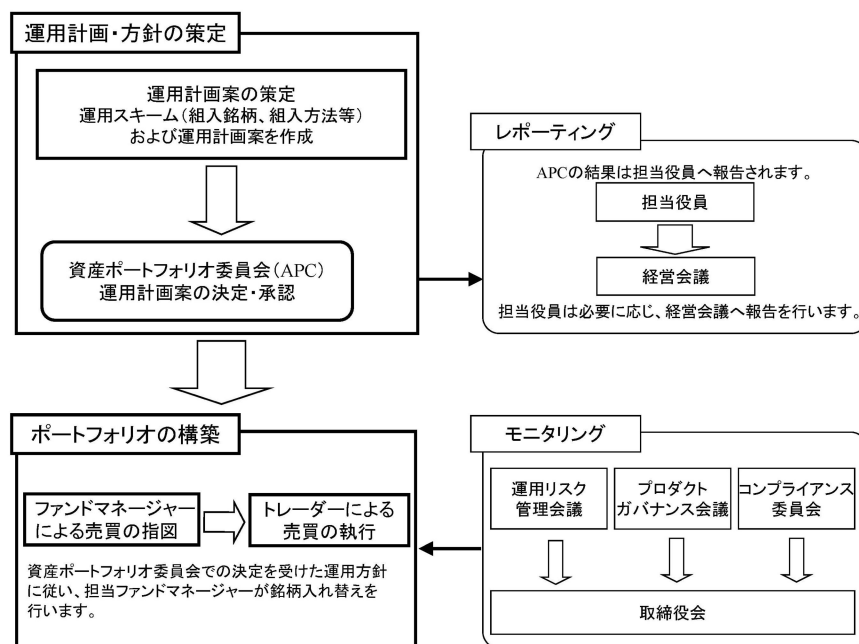 運用計画・方針の策定
運用計画案の策定
運用スキーム(組入銘柄、組入方法等)
および運用計画案を作成
資産ポートフォリオ委員会(APC)
運用計画案の決定・承認
レポーティング
APCの結果は担当役員へ報告されます。
担当役員
経営会議
担当役員は必要に応じ、経営会議へ報告を行います。
ポートフォリオの構築
ファンドマネージャー
による売買の指図
トレーダーによる
売買の執行
資産ポートフォリオ委員会での決定を受けた運用方針
に従い、担当ファンドマネージャーが銘柄入れ替えを
行います。
モニタリング
運用リスク
管理会議
プロダクト
ガバナンス会議
コンプライアンス
委員会
取締役会